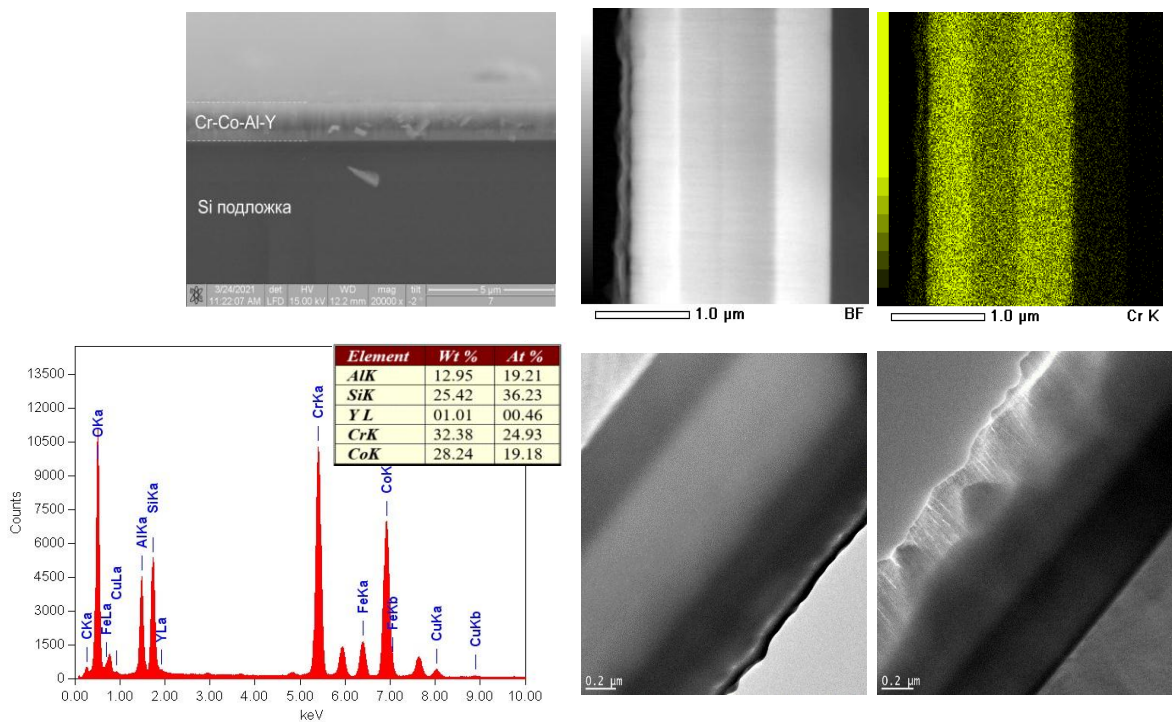 Cr-Co-Al-Y
Si подложка
3/24/2021 det HV WD mag tilt 5 µm
11:22:07 AM LFD 15.00 kV 12.2 mm 20000 x -2 ° 7
1.0 µm BF
1.0 µm Cr K
Element Wt % At %
AlK 12.95 19.21
SiK 25.42 36.23
Y L 01.01 00.46
CrK 32.38 24.93
CoK 28.24 19.18
13500
12000
10500
9000
7500
6000
4500
3000
1500
0
Counts
CKa
OKa
FeLa
CuLa
AlKa
SiKa
YLa
CrKa
FeKa
CoK
FeKb
CuKa
CuKb
0.00 1.00 2.00 3.00 4.00 5.00 6.00 7.00 8.00 9.00 10.00
keV
0.2 µm
0.2 µm